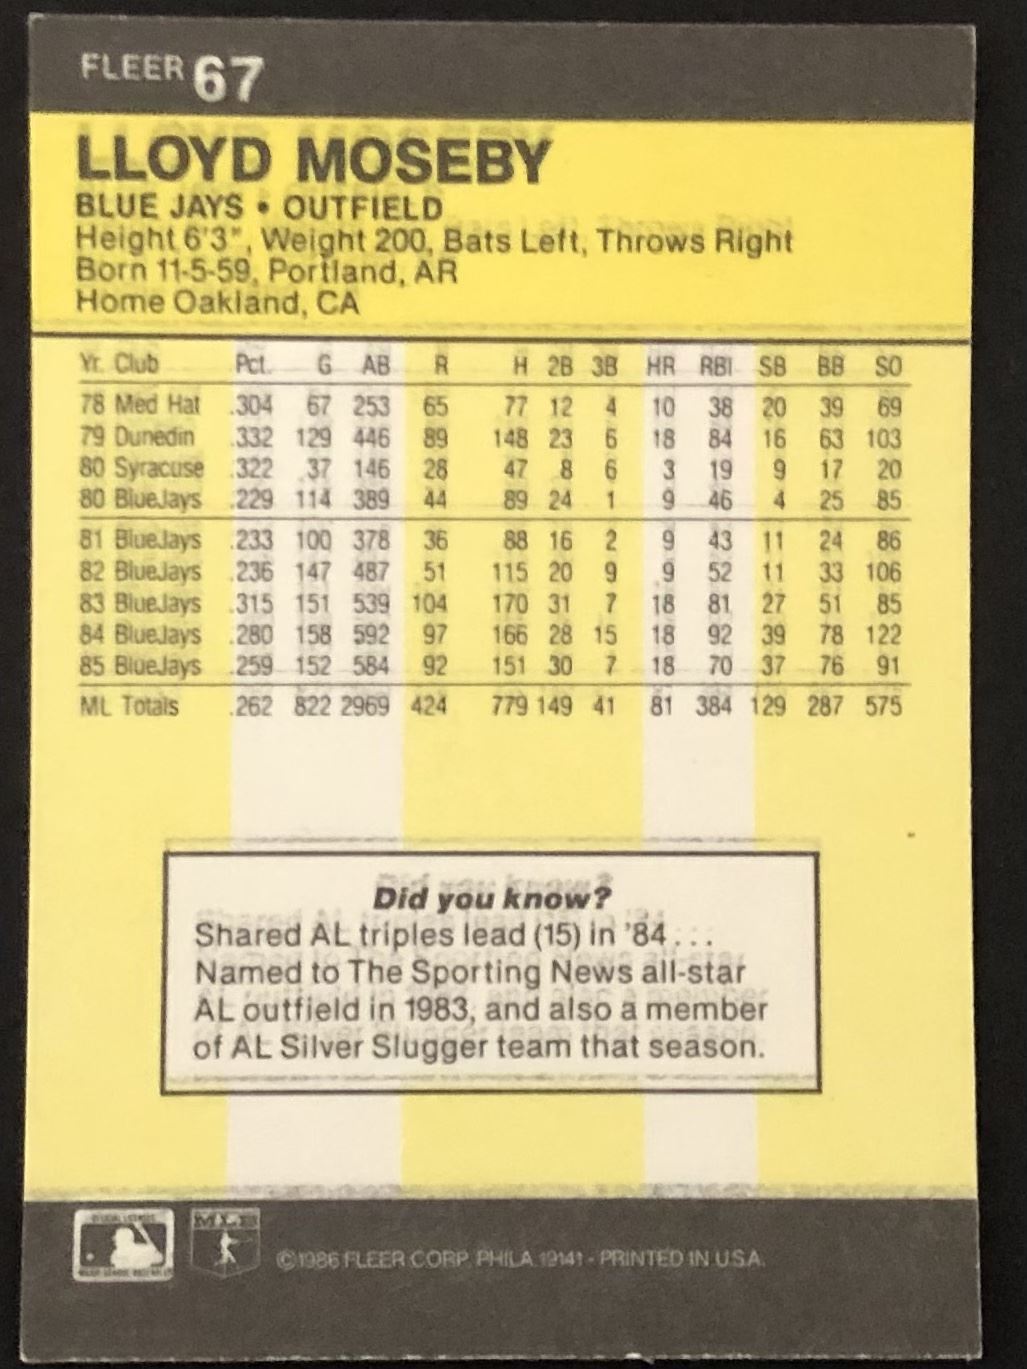 FLEER 67
LLOYD MOSEBY
BLUE JAYS • OUTFIELD
Height 6'3", Weight 200, Bats Left, Throws Right
Born 11-5-59, Portland, AR
Home Oakland, CA
Yr. Club Pct. G AB R H 2B 3B HR RBI SB BB SO
78 Med Hat .304 67 253 65 77 12 4 10 38 20 39 69
79 Dunedin .332 129 446 89 148 23 6 18 84 16 63 103
80 Syracuse .322 37 146 28 47 8 6 3 19 9 17 20
80 BlueJays .229 114 389 44 89 24 1 9 46 4 25 85
81 BlueJays .233 100 378 36 88 16 2 9 43 11 24 86
82 BlueJays .236 147 487 51 115 20 9 9 52 11 33 106
83 BlueJays .315 151 539 104 170 31 7 18 81 27 51 85
84 BlueJays .280 158 592 97 166 28 15 18 92 39 78 122
85 BlueJays .259 152 584 92 151 30 7 18 70 37 76 91
ML Totals .262 822 2969 424 779 149 41 81 384 129 287 575
Did you know?
Shared AL triples lead (15) in '84...
Named to The Sporting News all-star
AL outfield in 1983, and also a member
of AL Silver Slugger team that season.
MLB
©1986 FLEER CORP. PHILA. 19141 - PRINTED IN U.S.A.